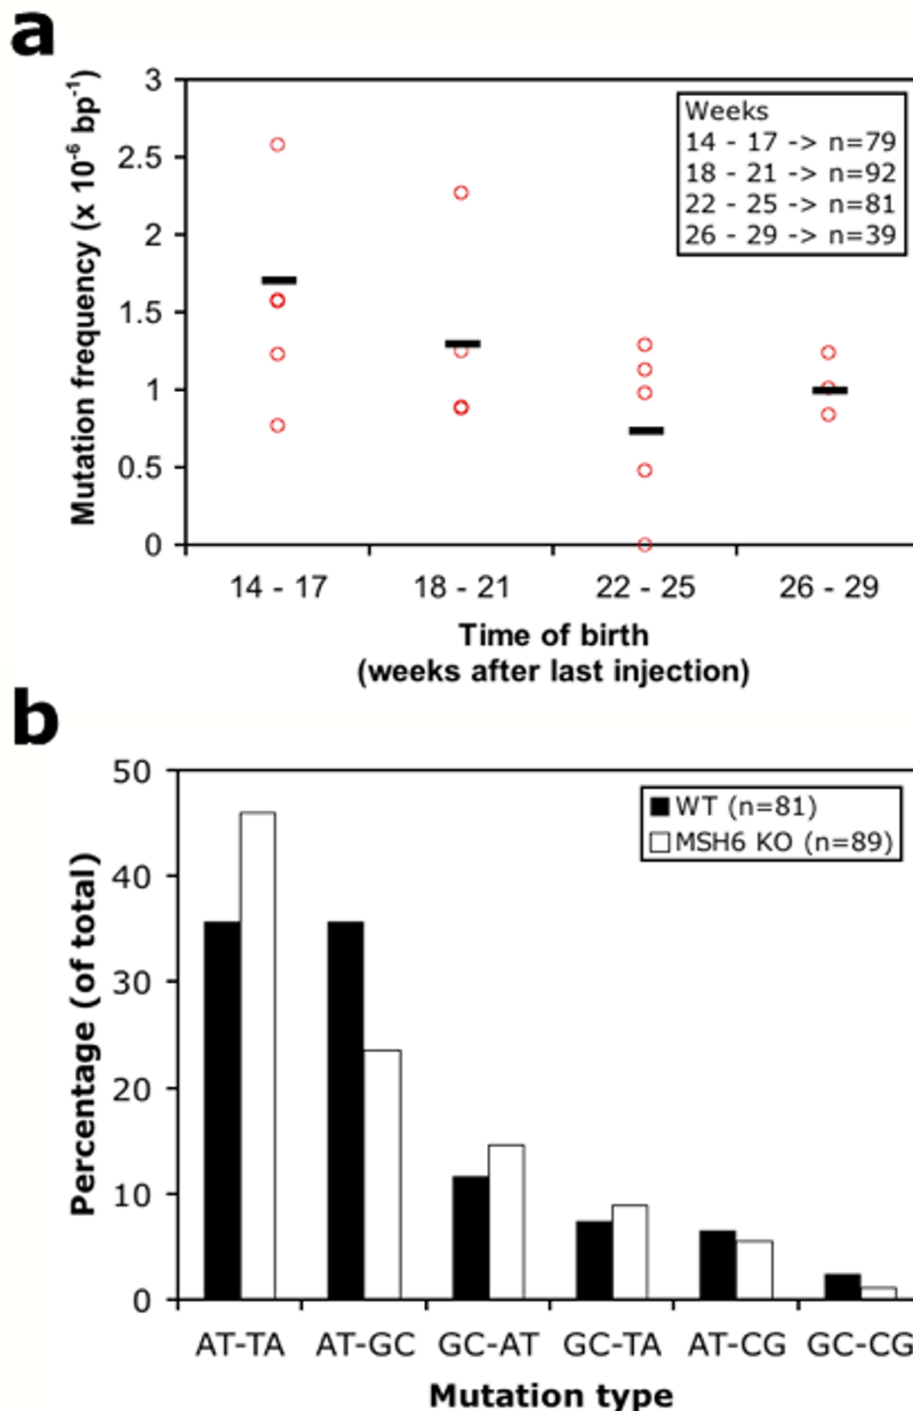 a
Mutation frequency (x 10⁻⁶ bp⁻¹)
3
2.5
2
1.5
1
0.5
0
Weeks
14 - 17 -> n=79
18 - 21 -> n=92
22 - 25 -> n=81
26 - 29 -> n=39
14 - 17
18 - 21
22 - 25
26 - 29
Time of birth
(weeks after last injection)
b
Percentage (of total)
50
40
30
20
10
0
WT (n=81)
MSH6 KO (n=89)
AT-TA
AT-GC
GC-AT
GC-TA
AT-CG
GC-CG
Mutation type